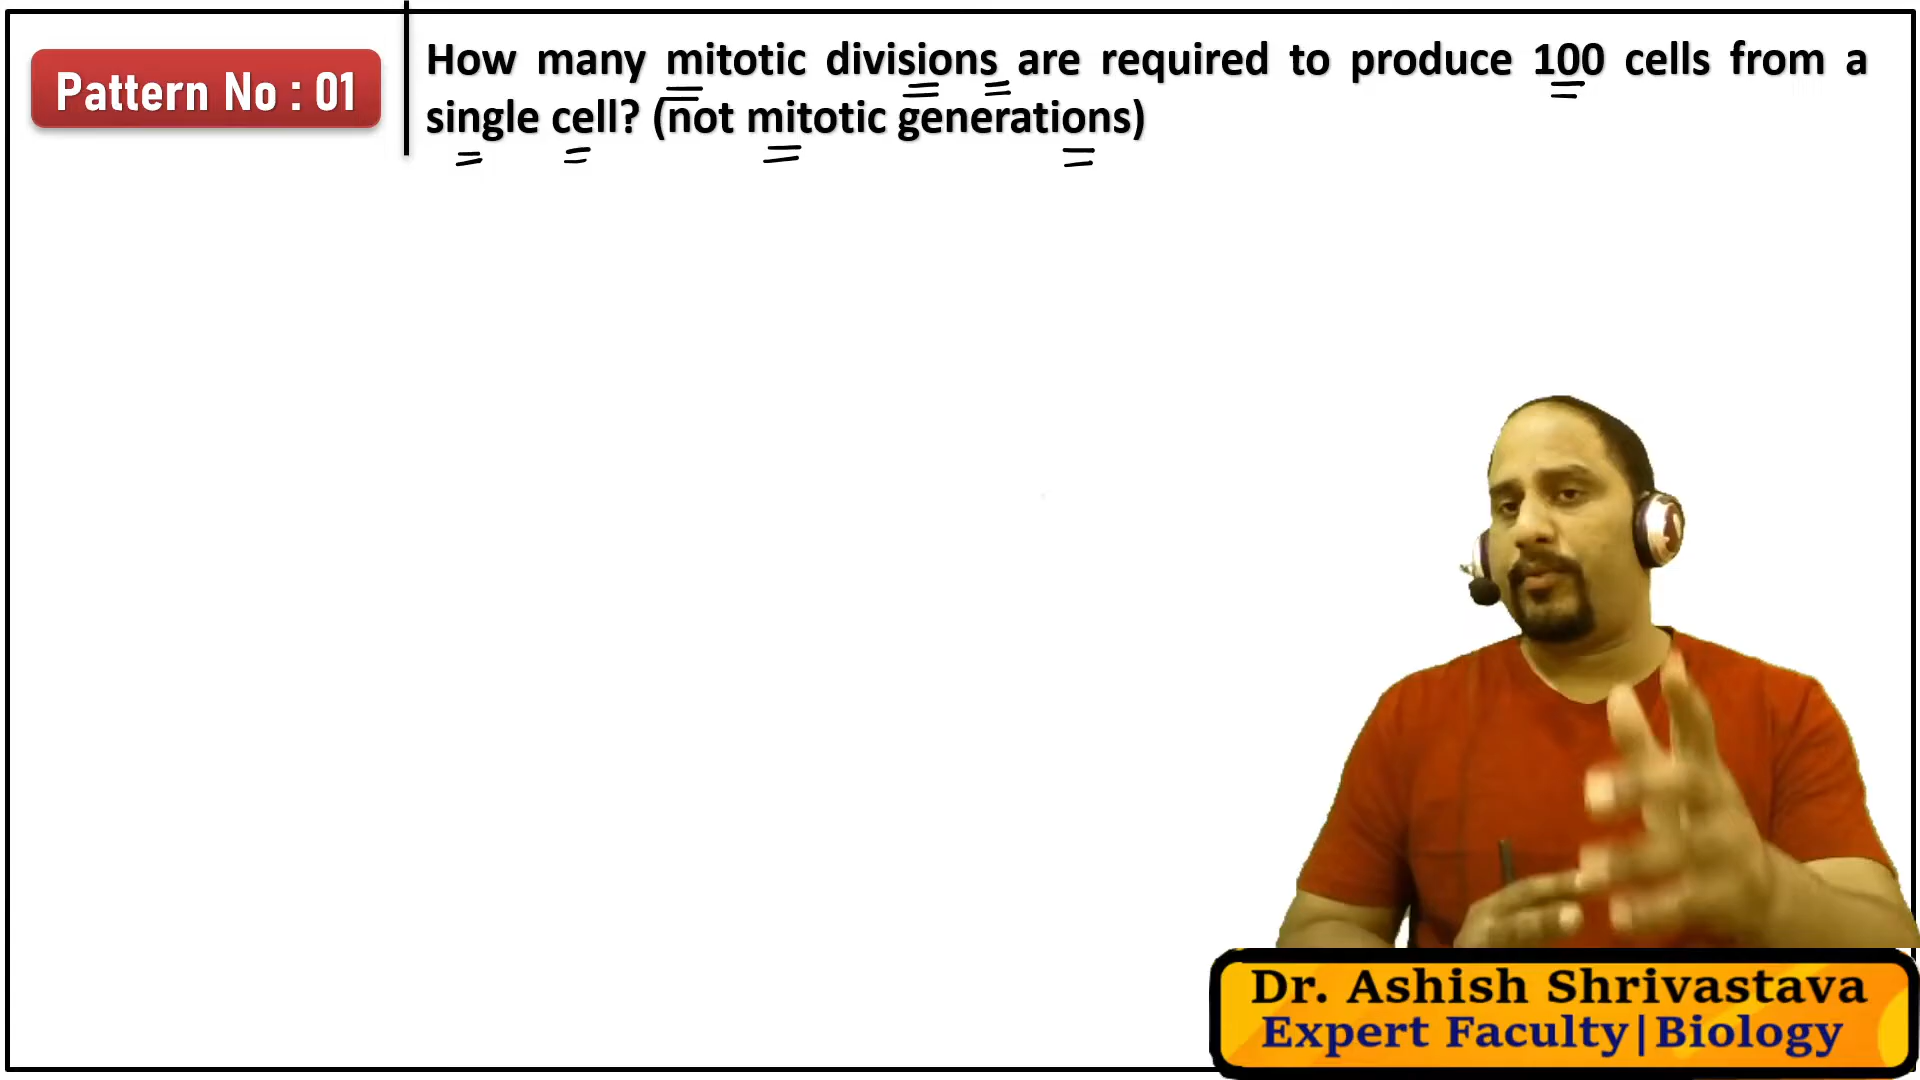 Pattern No : 01
How many mitotic divisions are required to produce 100 cells from a
single cell? (not mitotic generations)
Dr. Ashish Shrivastava
Expert Faculty|Biology